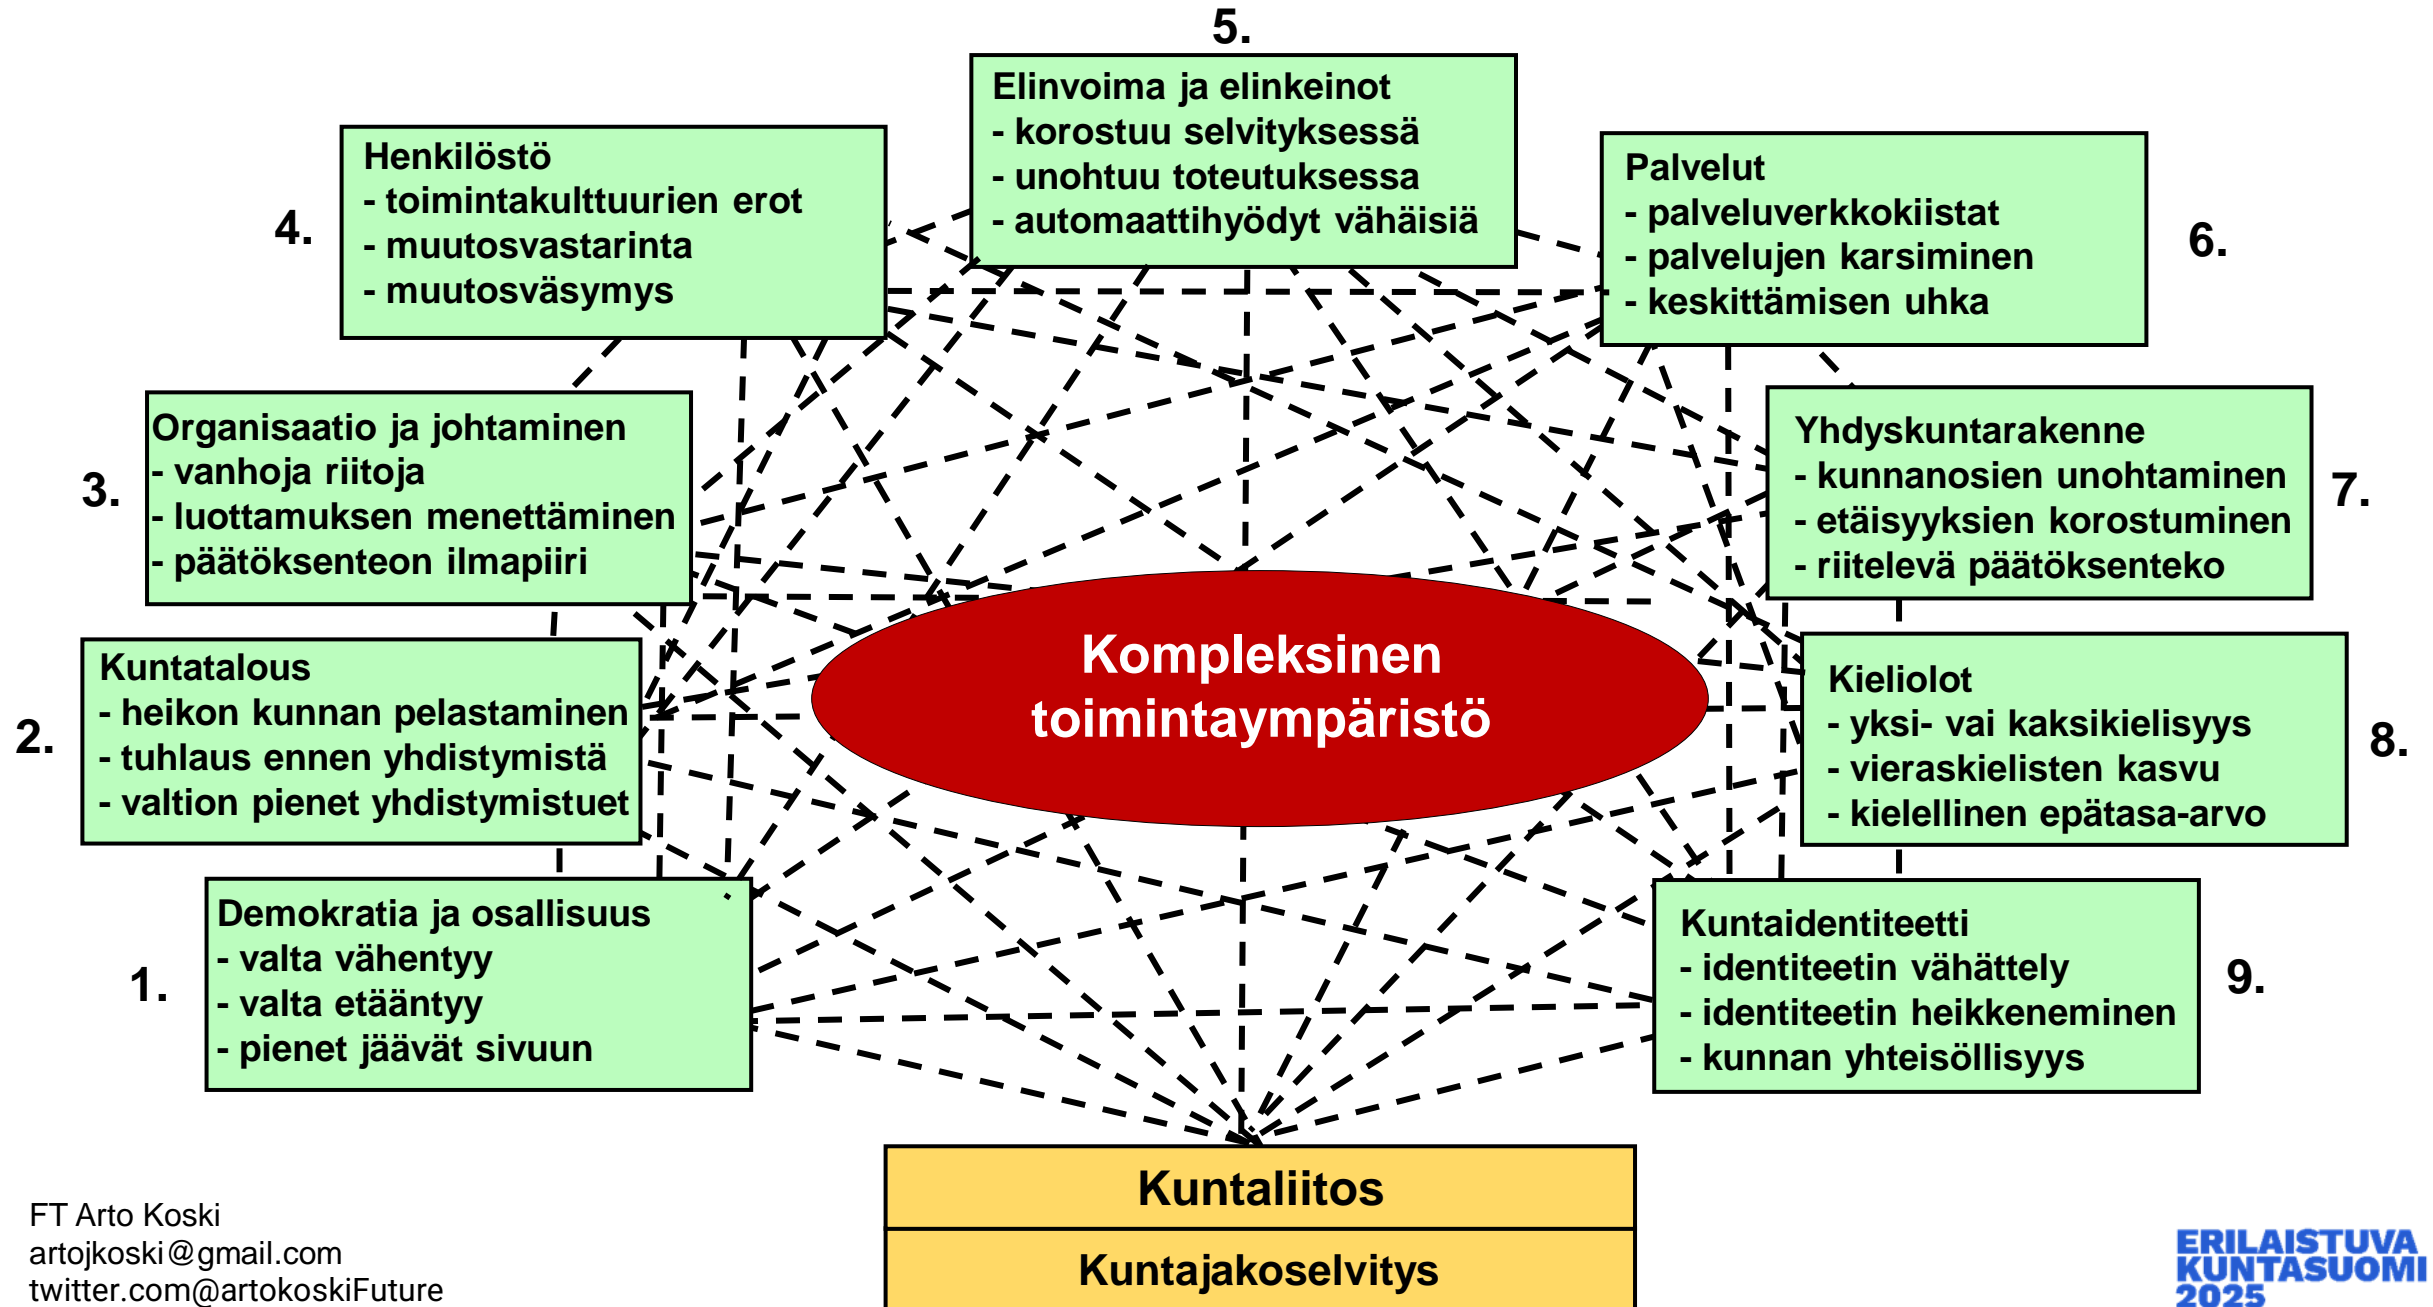 5.
Elinvoima ja elinkeinot
- korostuu selvityksessä
- unohtuu toteutuksessa
- automaattihyödyt vähäisiä
4.
Henkilöstö
- toimintakulttuurien erot
- muutosvastarinta
- muutosväsymys
Palvelut
- palveluverkkokiistat
- palvelujen karsiminen
- keskittämisen uhka
6.
3.
Organisaatio ja johtaminen
- vanhoja riitoja
- luottamuksen menettäminen
- päätöksenteon ilmapiiri
Yhdyskuntarakenne
- kunnanosien unohtaminen
- etäisyyksien korostuminen
- riitelevä päätöksenteko
7.
2.
Kuntatalous
- heikon kunnan pelastaminen
- tuhlaus ennen yhdistymistä
- valtion pienet yhdistymistuet
Kompleksinen
toimintaympäristö
Kieliolot
- yksi- vai kaksikielisyys
- vieraskielisten kasvu
- kielellinen epätasa-arvo
8.
1.
Demokratia ja osallisuus
- valta vähentyy
- valta etääntyy
- pienet jäävät sivuun
Kuntaidentiteetti
- identiteetin vähättely
- identiteetin heikkeneminen
- kunnan yhteisöllisyys
9.
Kuntaliitos
Kuntajakoselvitys
FT Arto Koski
artojkoski@gmail.com
twitter.com@artokoskiFuture
ERILAISTUVA
KUNTASUOMI
2025